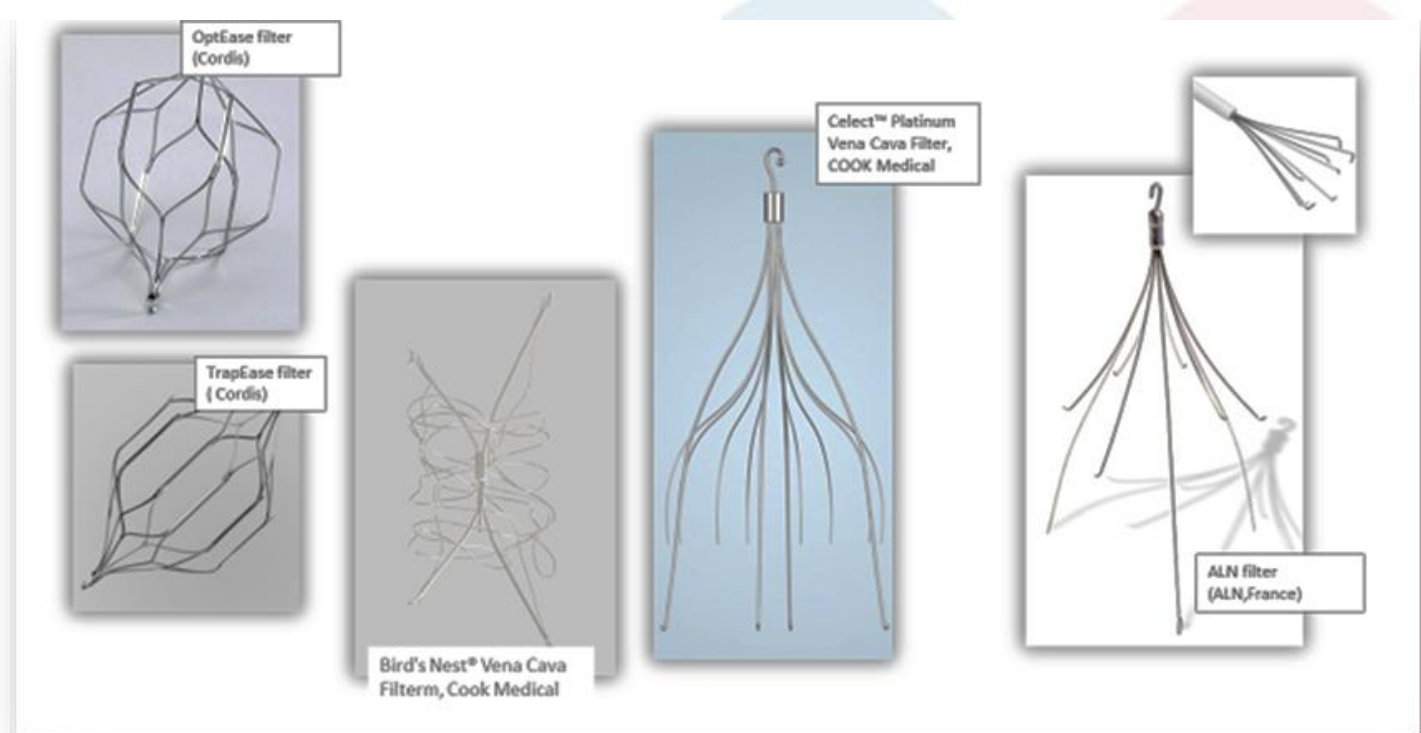 OptEase filter
(Cordis)
TrapEase filter
( Cordis)
Bird's Nest® Vena Cava
Filterm, Cook Medical
Celect™ Platinum
Vena Cava Filter,
COOK Medical
ALN filter
(ALN,France)